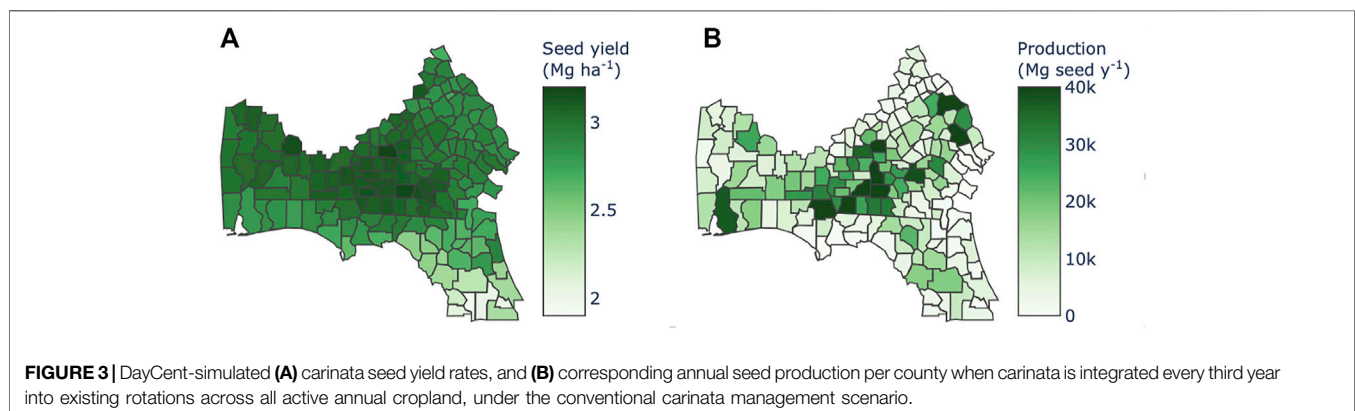 A
Seed yield
(Mg ha⁻¹)
3
2.5
2
B
Production
(Mg seed y⁻¹)
40k
30k
20k
10k
0
FIGURE 3 | DayCent-simulated (A) carinata seed yield rates, and (B) corresponding annual seed production per county when carinata is integrated every third year
into existing rotations across all active annual cropland, under the conventional carinata management scenario.